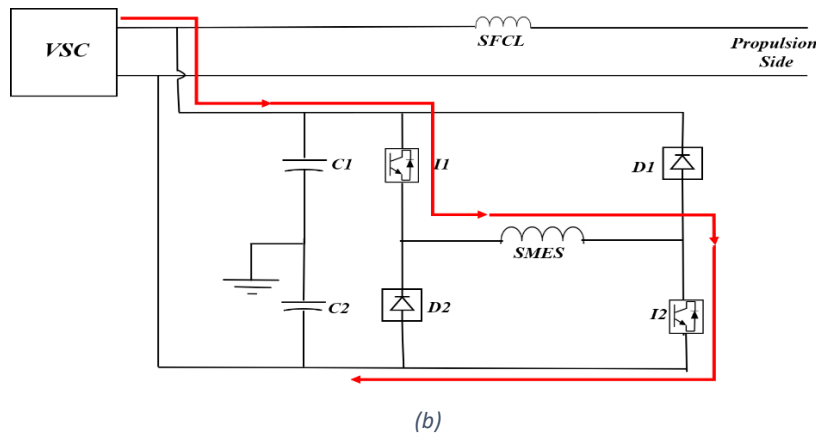 VSC
SFCL
Propulsion
Side
C1
I1
D1
SMES
C2
D2
I2
(b)